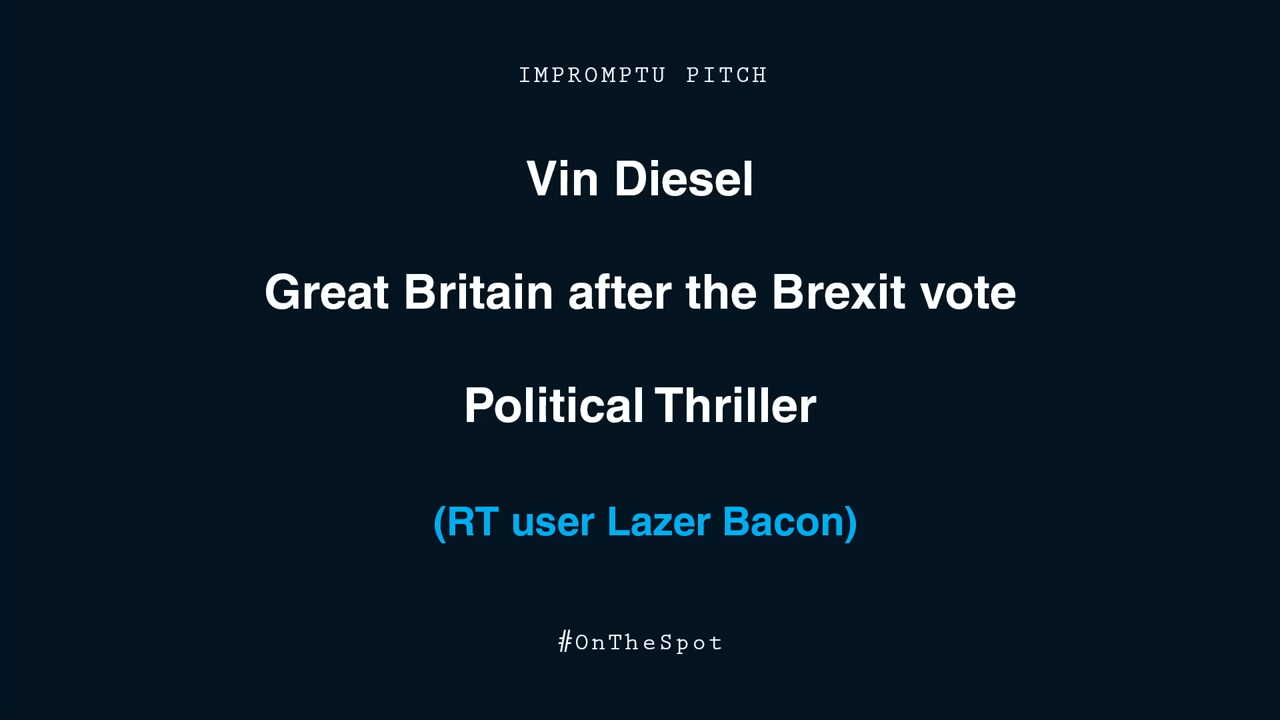 IMPROMPTU PITCH
Vin Diesel
Great Britain after the Brexit vote
Political Thriller
(RT user Lazer Bacon)
#OnTheSpot